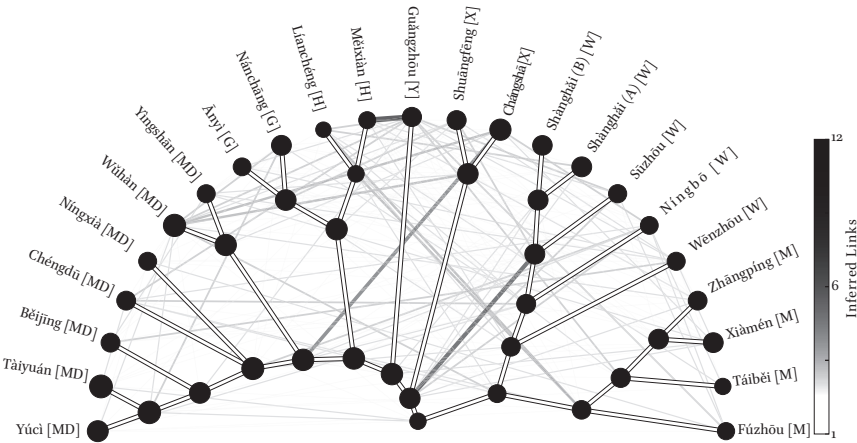 Yúcì [MD]
Tàiyuán [MD]
Běijīng [MD]
Chéngdū [MD]
Níngxià [MD]
Wǔhàn [MD]
Yīngshān [MD]
Ānyì [G]
Nánchāng [G]
Liánchéng [H]
Měixiàn [H]
Guǎngzhōu [Y]
Shuāngfēng [X]
Chángshā[X]
Shànghǎi (B) [W]
Shànghǎi (A) [W]
Sūzhōu [W]
Níngbō [W]
Wēnzhōu [W]
Zhāngpíng [M]
Xiàmén [M]
Táiběi [M]
Fúzhōu [M]
12
6
1
Inferred Links